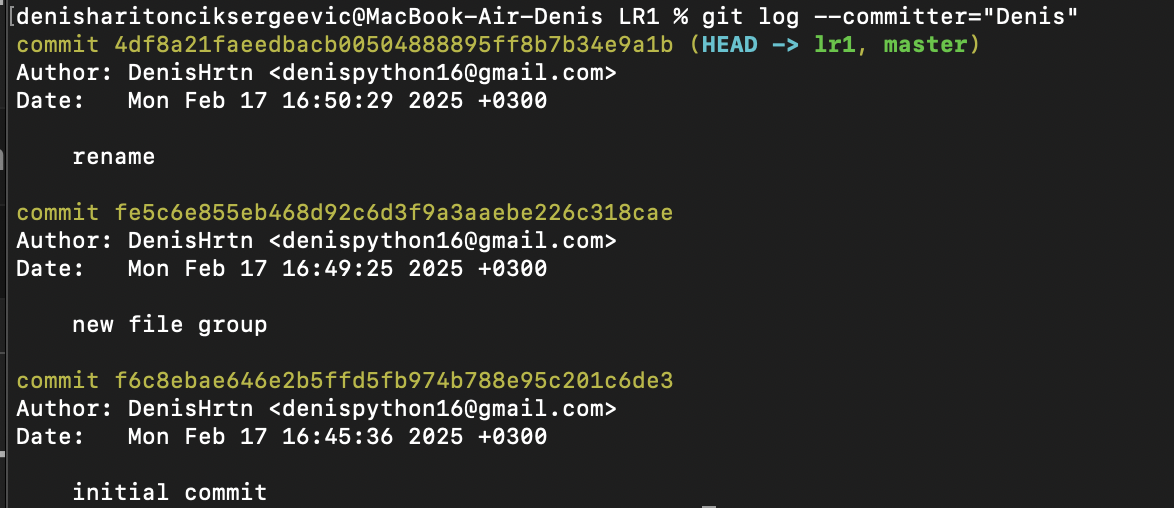 [denisharitonciksergeevic@MacBook-Air-Denis LR1 % git log --committer="Denis"
commit 4df8a21faeedbacb00504888895ff8b7b34e9a1b (HEAD -> lr1, master)
Author: DenisHrtn <denispython16@gmail.com>
Date:   Mon Feb 17 16:50:29 2025 +0300
rename
commit fe5c6e855eb468d92c6d3f9a3aaebe226c318cae
Author: DenisHrtn <denispython16@gmail.com>
Date:   Mon Feb 17 16:49:25 2025 +0300
new file group
commit f6c8ebae646e2b5ffd5fb974b788e95c201c6de3
Author: DenisHrtn <denispython16@gmail.com>
Date:   Mon Feb 17 16:45:36 2025 +0300
initial commit